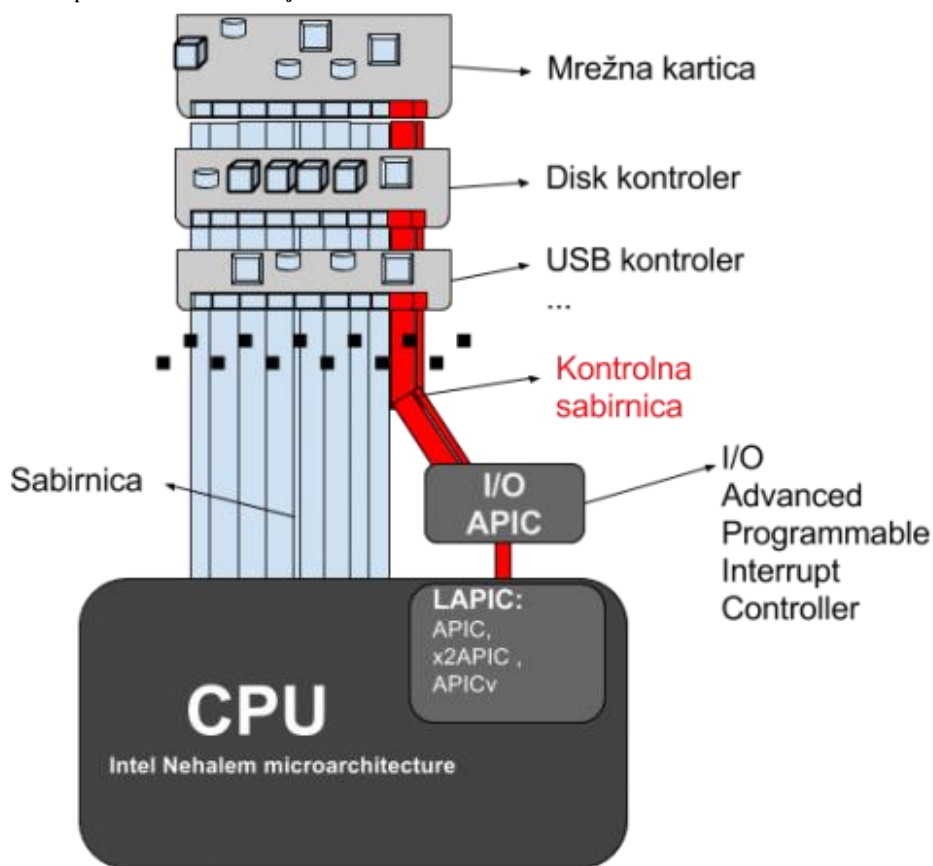 Mrežna kartica
Disk kontroler
USB kontroler
...
Kontrolna
sabirnica
Sabirnica
I/O
APIC
I/O
Advanced
Programmable
Interrupt
Controller
LAPIC:
APIC,
x2APIC ,
APICv
CPU
Intel Nehalem microarchitecture